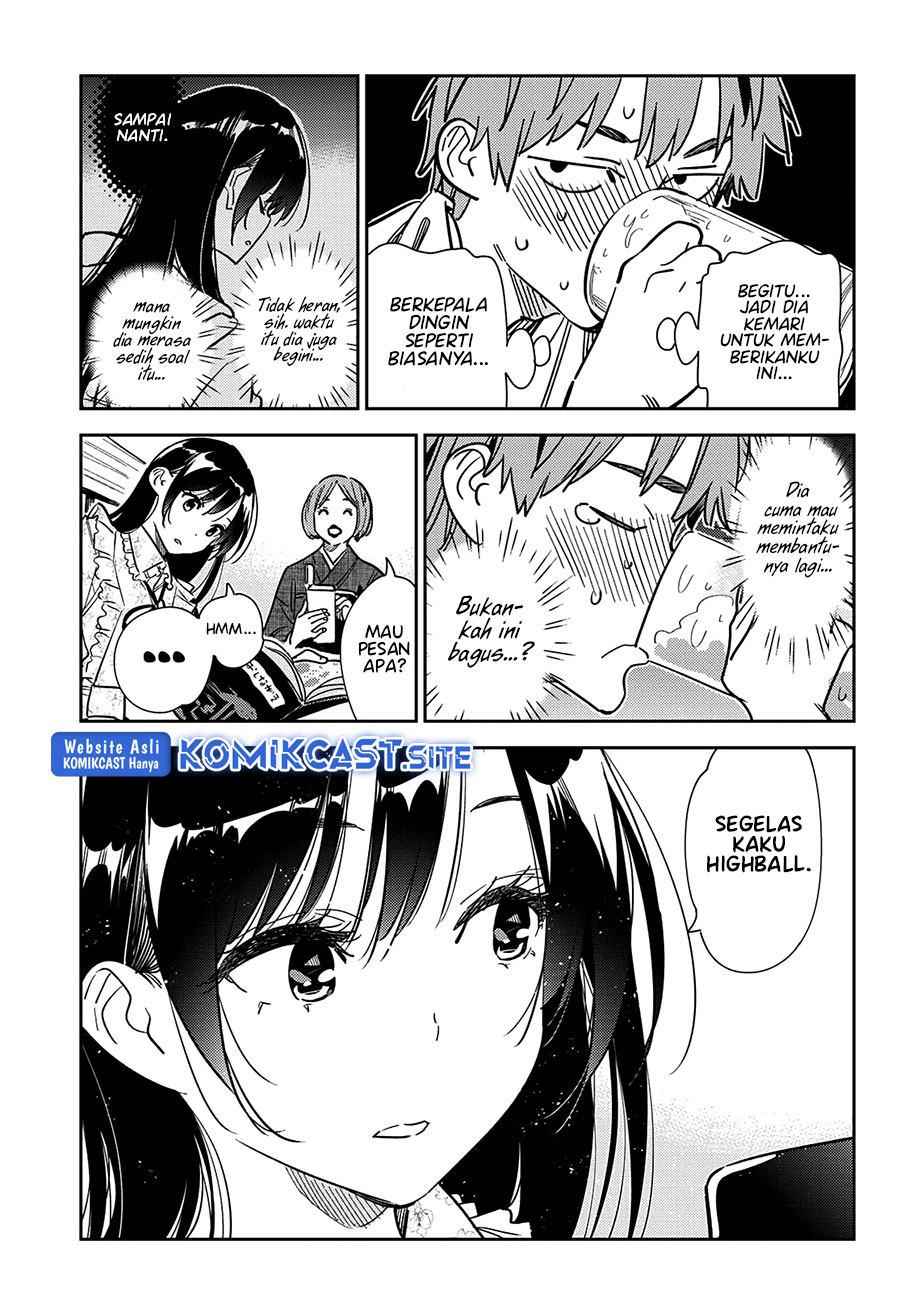 BEGITU...
JADI DIA
KEMARI
UNTUK MEM-
BERIKANKU
INI...
BERKEPALA
DINGIN
SEPERTI
BIASANYA...
SAMPAI
NANTI.
Tidak heran,
sih. waktu
itu dia juga
begini...
mana
mungkin
dia merasa
sedih soal
itu...
Dia
cuma mau
memintaku
membantu-
nya lagi...
Bukan-
kah ini
bagus...?
MAU
PESAN
APA?
HMM...
●●●
Website Asli
KOMIKCAST Hanya
KOMIKCAST.SITE
SEGELAS
KAKU
HIGHBALL.